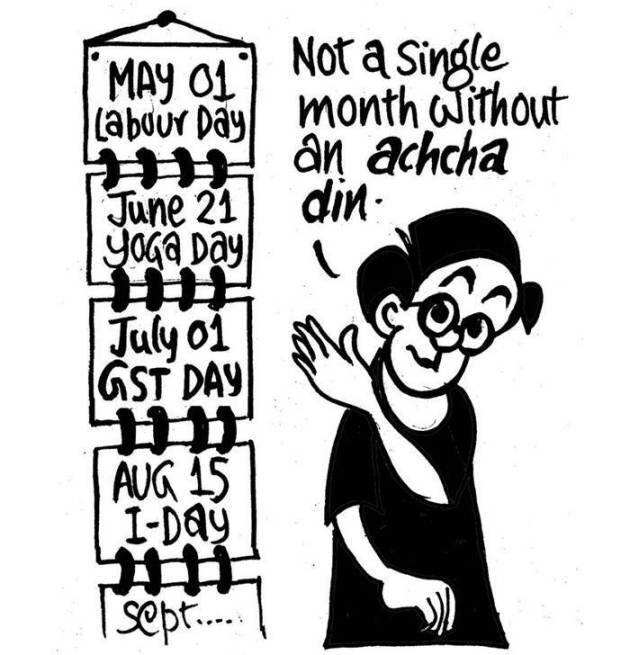 MAY 01
Labour Day
June 21
YOGA DAY
July 01
GST DAY
AUG 15
I-DAY
Sept.....
Not a single
month without
an achcha
din.